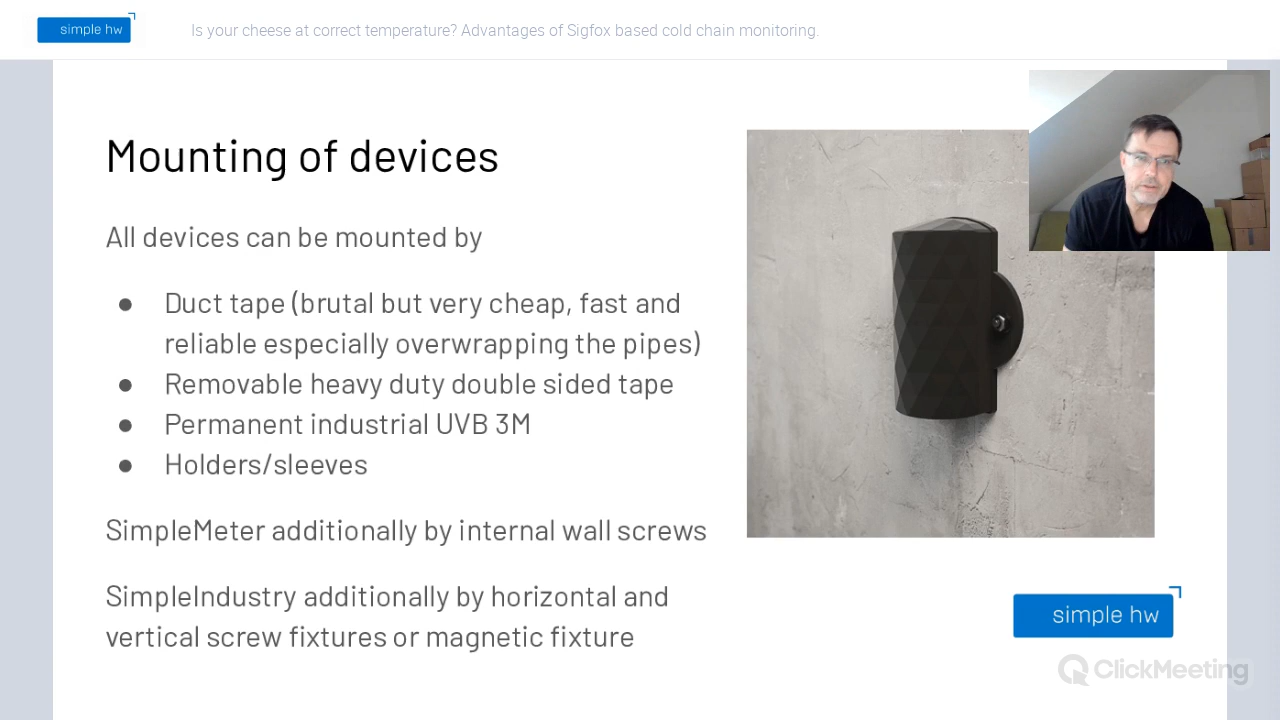 simple hw
Is your cheese at correct temperature? Advantages of Sigfox based cold chain monitoring.
Mounting of devices
All devices can be mounted by
● Duct tape (brutal but very cheap, fast and
reliable especially overwrapping the pipes)
● Removable heavy duty double sided tape
● Permanent industrial UVB 3M
● Holders/sleeves
SimpleMeter additionally by internal wall screws
SimpleIndustry additionally by horizontal and
vertical screw fixtures or magnetic fixture
simple hw
ClickMeeting